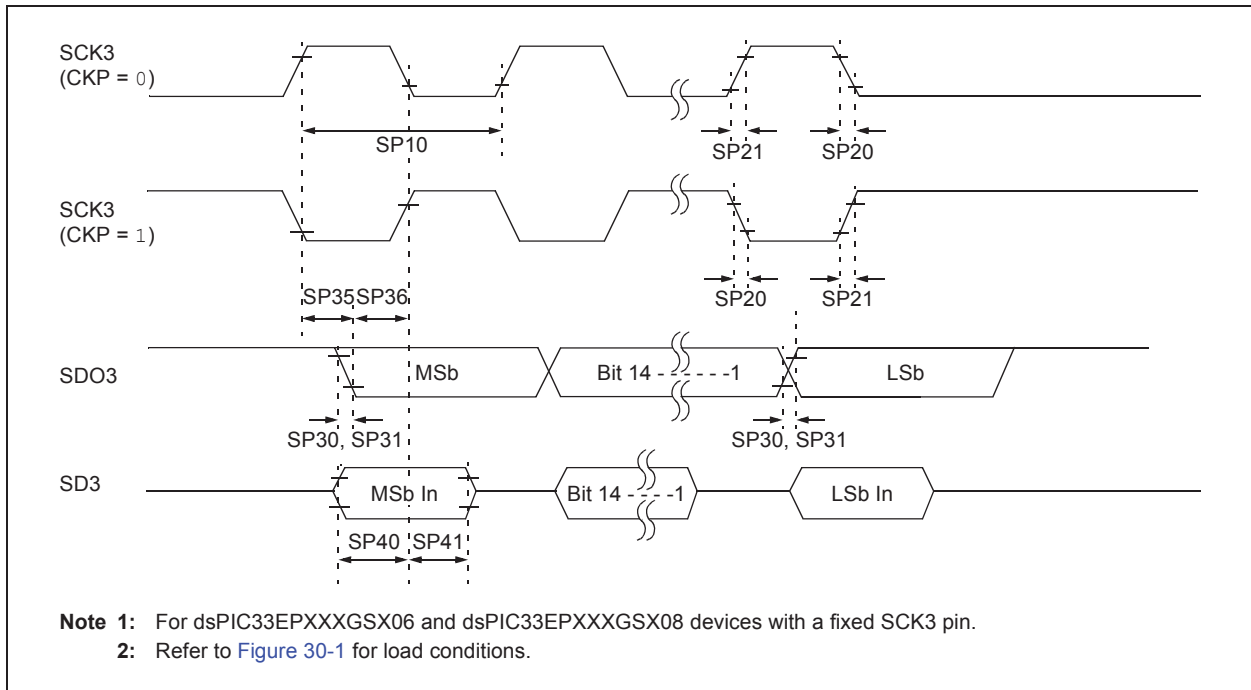 SCK3
(CKP = 0)
SP10
SP21
SP20
SCK3
(CKP = 1)
SP20
SP21
SP35
SP36
SDO3
MSb
Bit 14 - - - - - -1
LSb
SP30, SP31
SP30, SP31
SD3
MSb In
Bit 14 - - - -1
LSb In
SP40
SP41
Note 1: For dsPIC33EPXXXGSX06 and dsPIC33EPXXXGSX08 devices with a fixed SCK3 pin.
2: Refer to Figure 30-1 for load conditions.